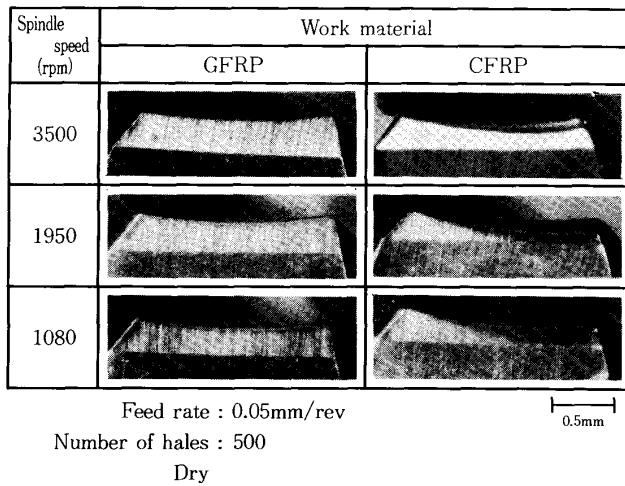 Spindle speed (rpm)
Work material
GFRP
CFRP
3500
1950
1080
Feed rate : 0.05mm/rev
0.5mm
Number of hales : 500
Dry